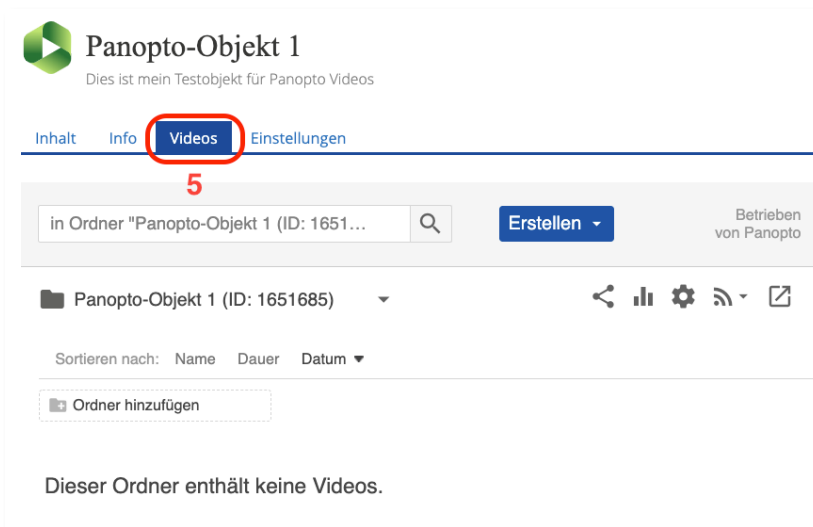 Panopto-Objekt 1
Dies ist mein Testobjekt für Panopto Videos
Inhalt Info Videos Einstellungen
5
in Ordner "Panopto-Objekt 1 (ID: 1651...
Erstellen
Betrieben
von Panopto
Panopto-Objekt 1 (ID: 1651685)
Sortieren nach: Name Dauer Datum
Ordner hinzufügen
Dieser Ordner enthält keine Videos.